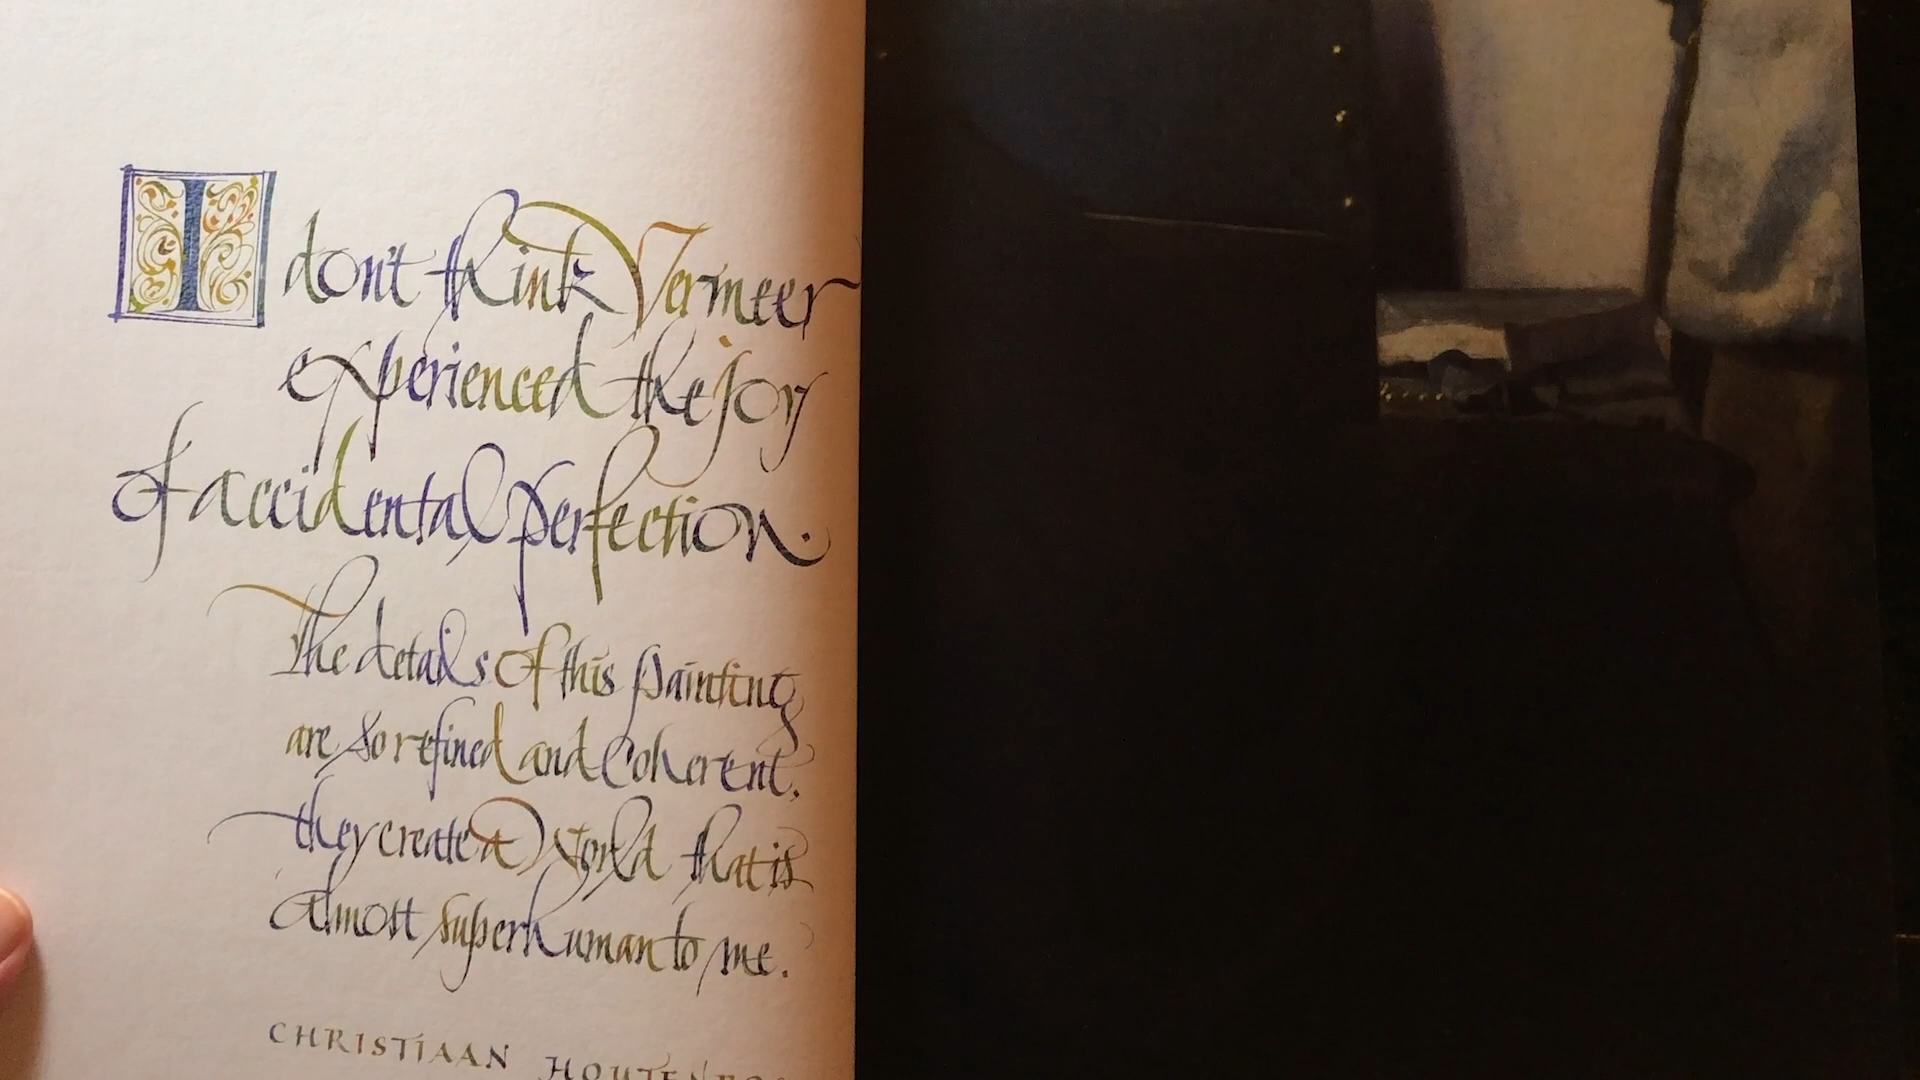 I don't think Vermeer
experienced the joy
of accidental perfection.
The details of this painting
are so refined and coherent,
they create a world that is
almost superhuman to me.
CHRISTIAAN